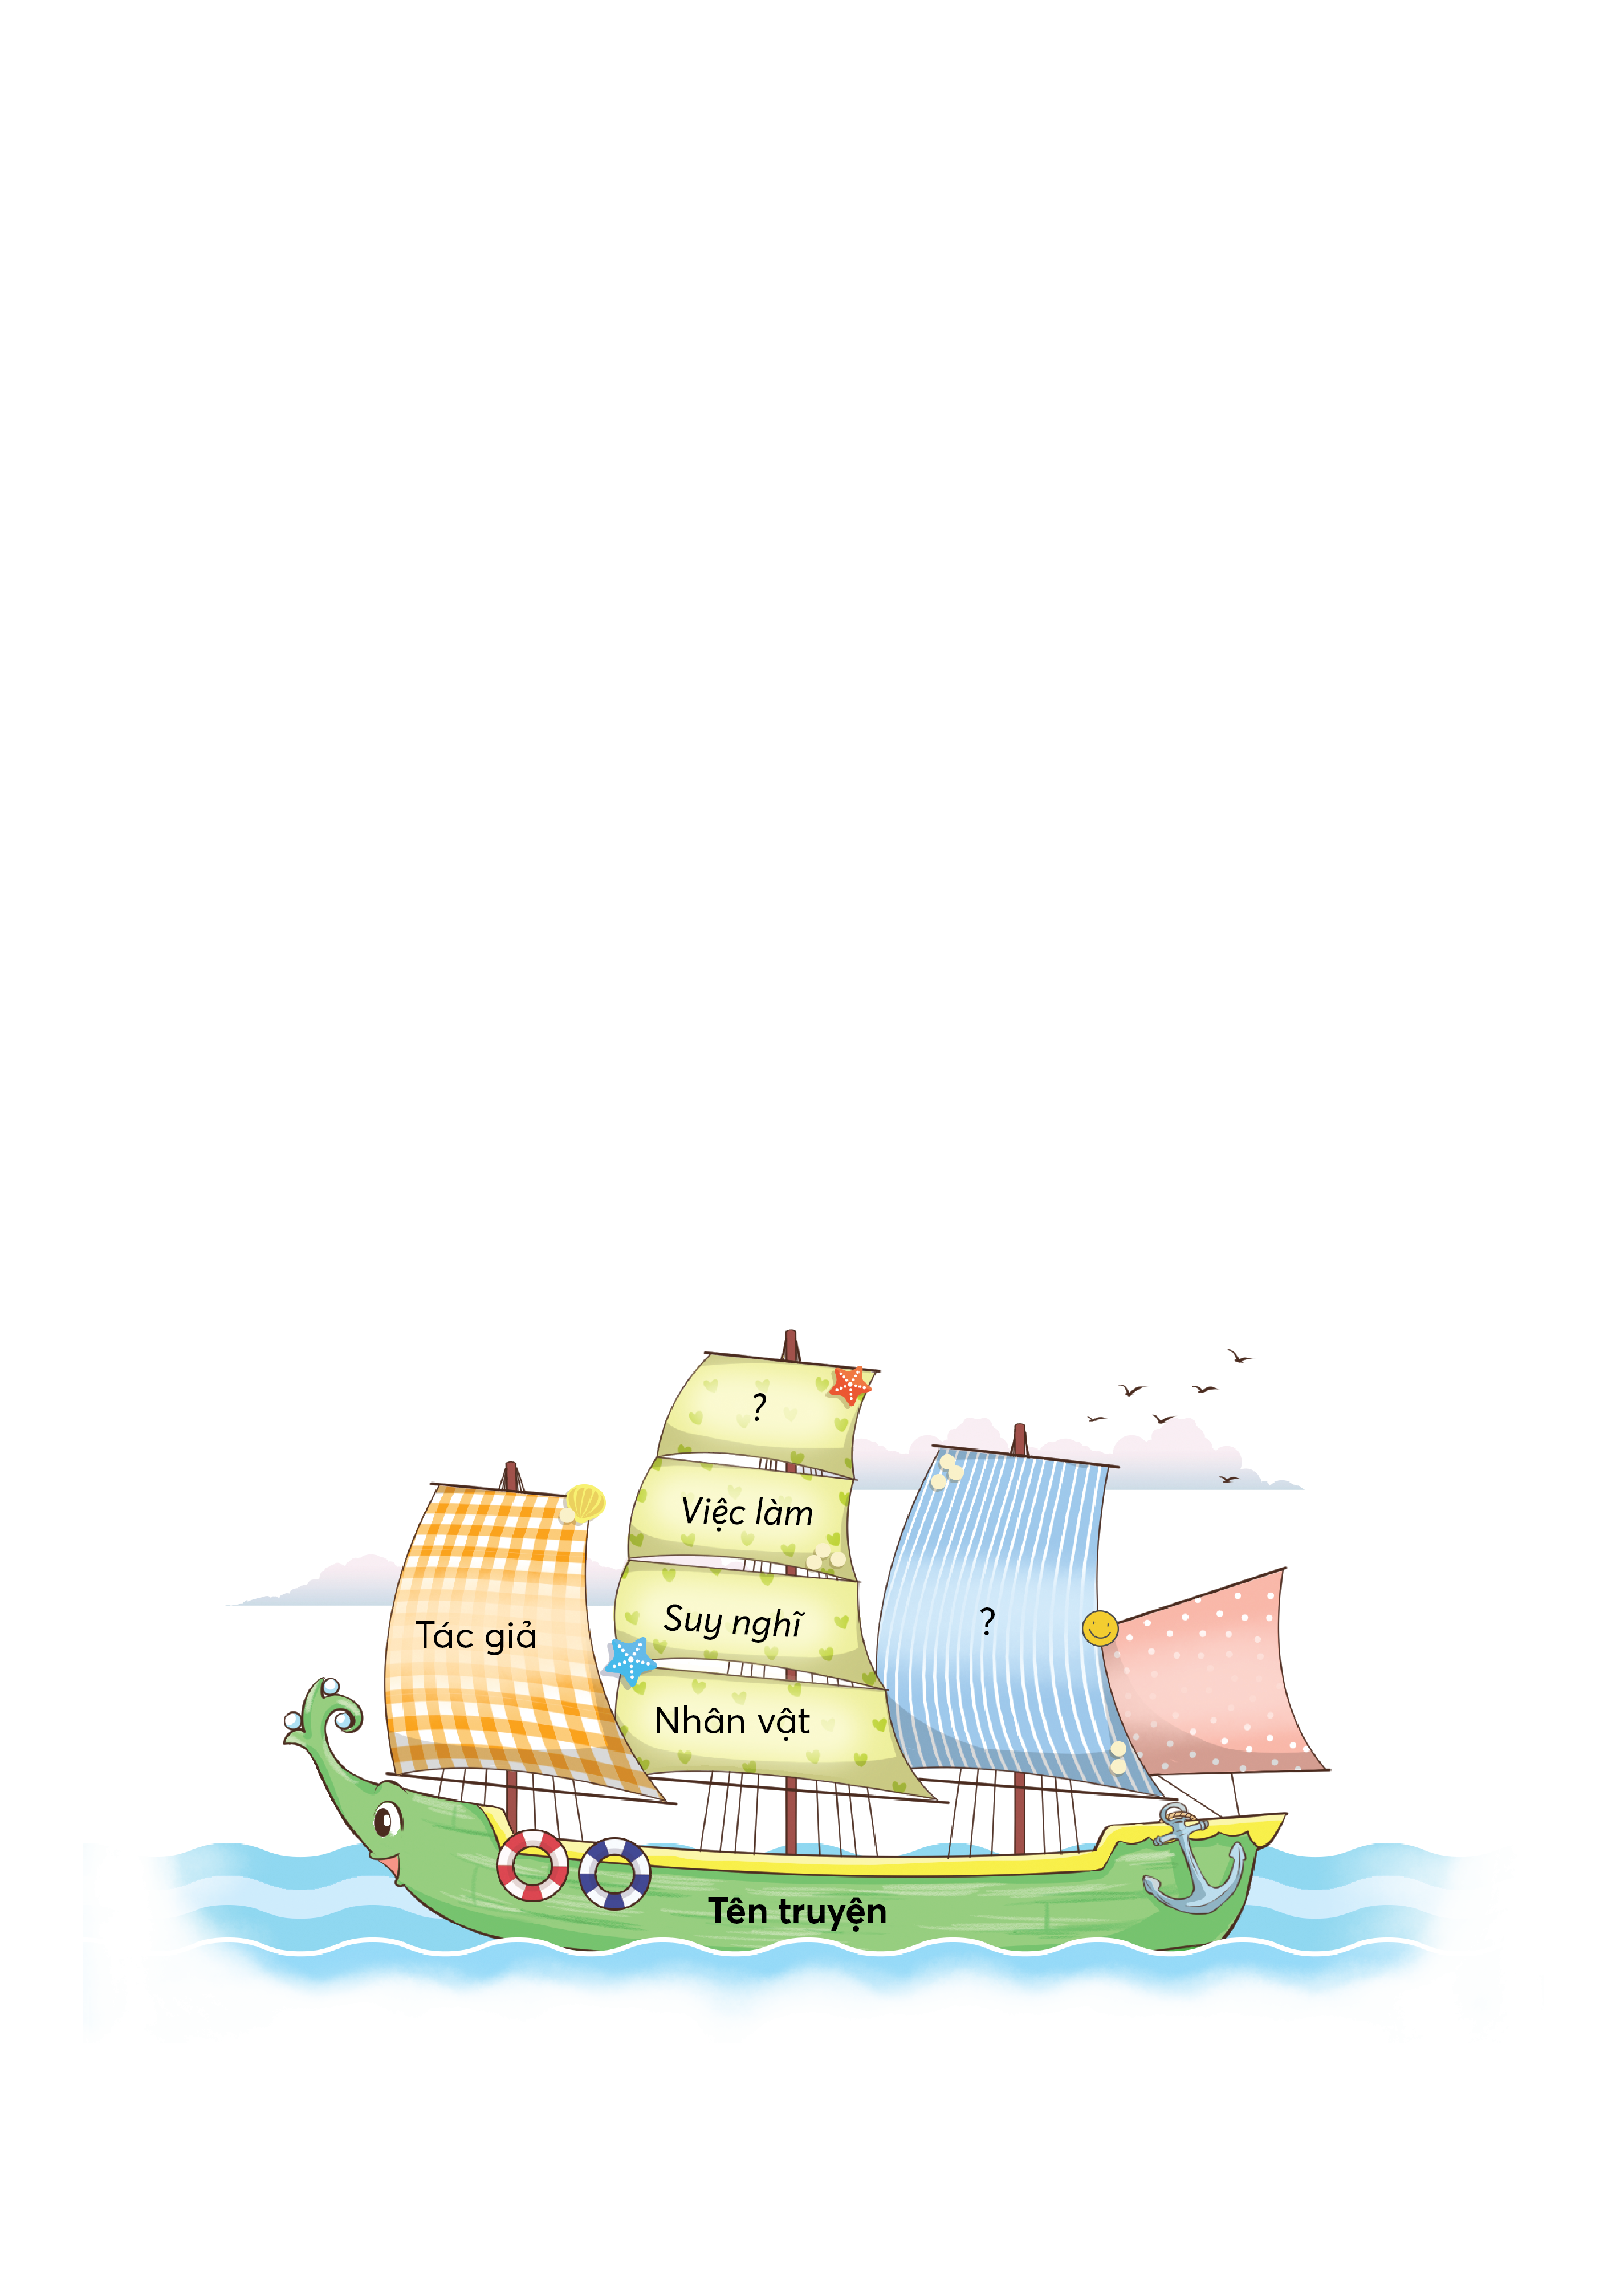 Tác giả
?
Việc làm
Suy nghĩ
Nhân vật
?
Tên truyện